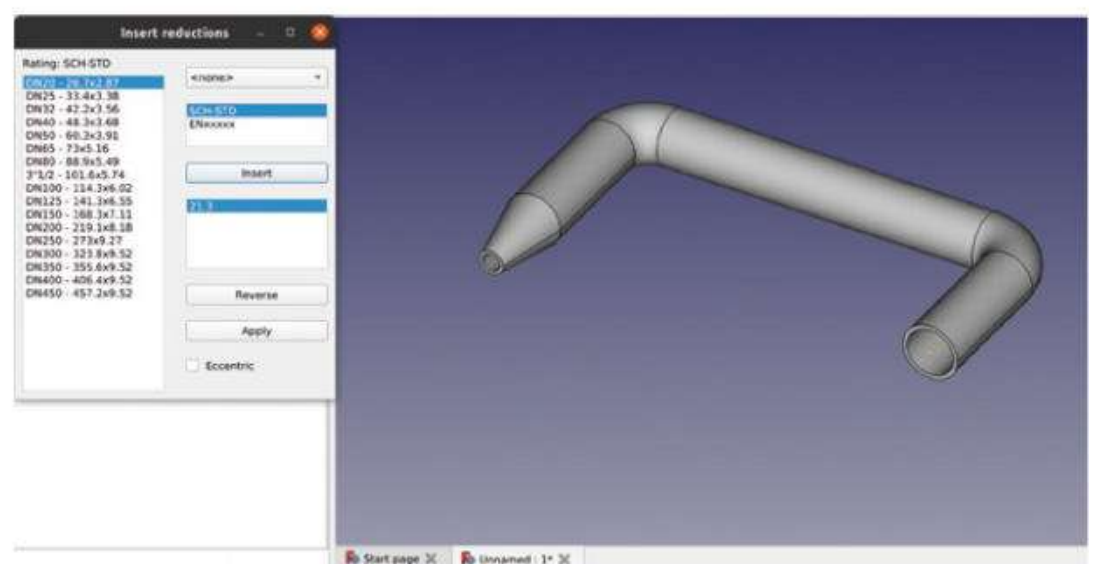 Insert reductions
Rating: SCH-STD
DN20 - 26.7x2.87
DN25 - 33.4x3.38
DN32 - 42.2x3.56
DN40 - 48.3x3.68
DN50 - 60.3x3.91
DN65 - 73x5.16
DN80 - 88.9x5.49
3"1/2 - 101.6x5.74
DN100 - 114.3x6.02
DN125 - 141.3x6.55
DN150 - 168.3x7.11
DN200 - 219.1x8.18
DN250 - 273x9.27
DN300 - 323.8x9.52
DN350 - 355.6x9.52
DN400 - 406.4x9.52
DN450 - 457.2x9.52
<none>
SCH-STD
ENxxxxx
Insert
21.3
Reverse
Apply
Eccentric
Start page
Unnamed : 1*